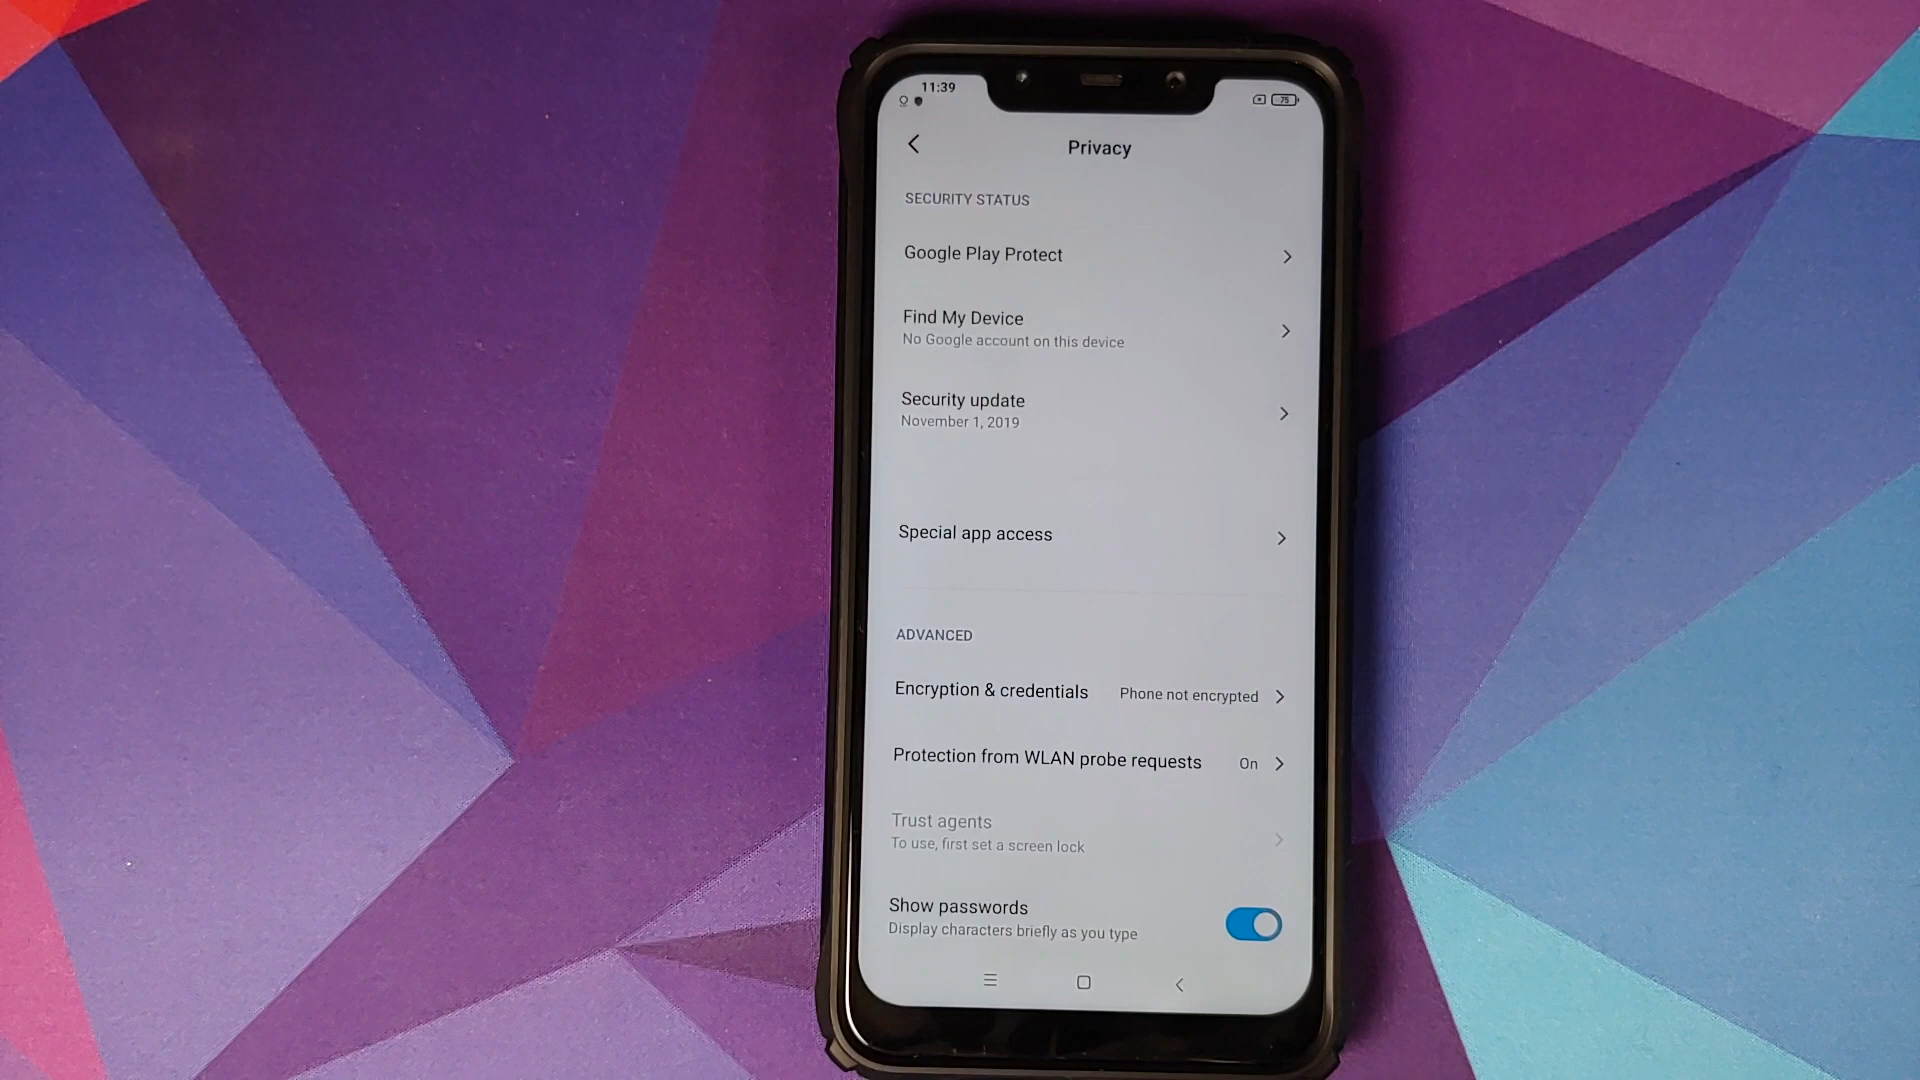 11:39
75
Privacy
SECURITY STATUS
Google Play Protect
Find My Device
No Google account on this device
Security update
November 1, 2019
Special app access
ADVANCED
Encryption & credentials Phone not encrypted
Protection from WLAN probe requests On
Trust agents
To use, first set a screen lock
Show passwords
Display characters briefly as you type